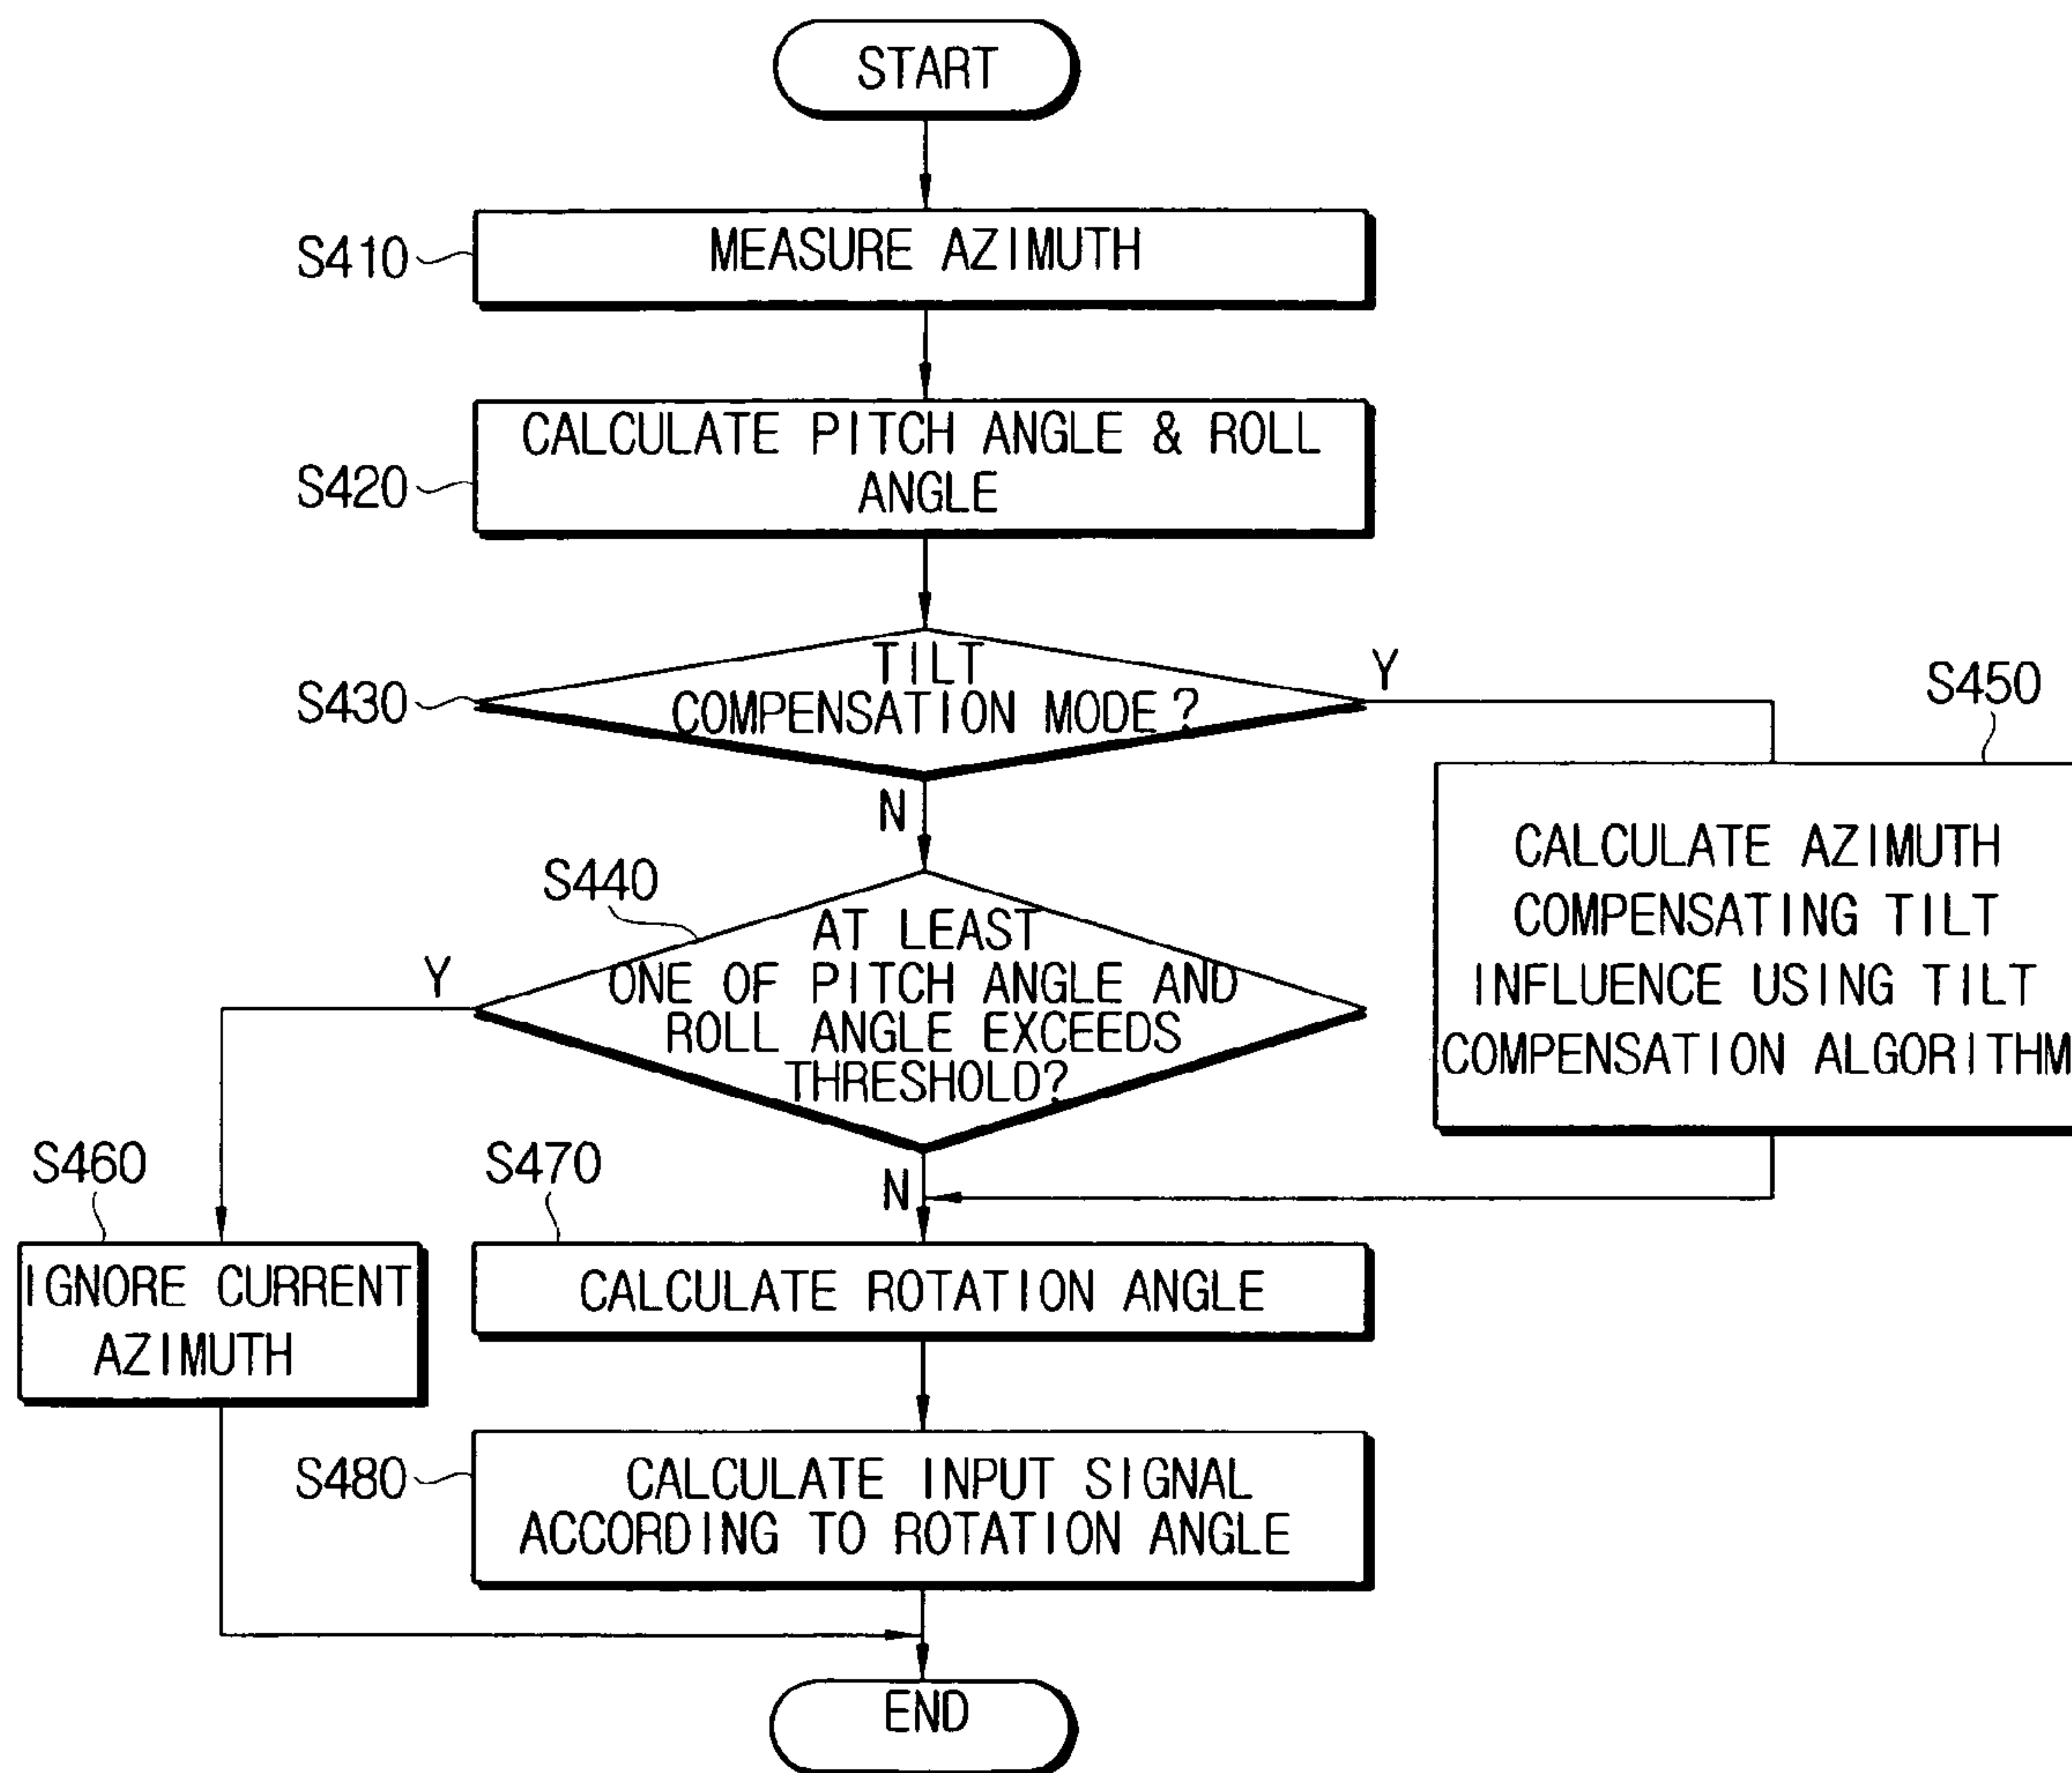 START
S410
MEASURE AZIMUTH
S420
CALCULATE PITCH ANGLE & ROLL
ANGLE
S430
TILT
COMPENSATION MODE?
Y
N
S450
CALCULATE AZIMUTH
COMPENSATING TILT
INFLUENCE USING TILT
COMPENSATION ALGORITHM
S440
AT LEAST
ONE OF PITCH ANGLE AND
ROLL ANGLE EXCEEDS
THRESHOLD?
Y
N
S460
IGNORE CURRENT
AZIMUTH
S470
CALCULATE ROTATION ANGLE
S480
CALCULATE INPUT SIGNAL
ACCORDING TO ROTATION ANGLE
END